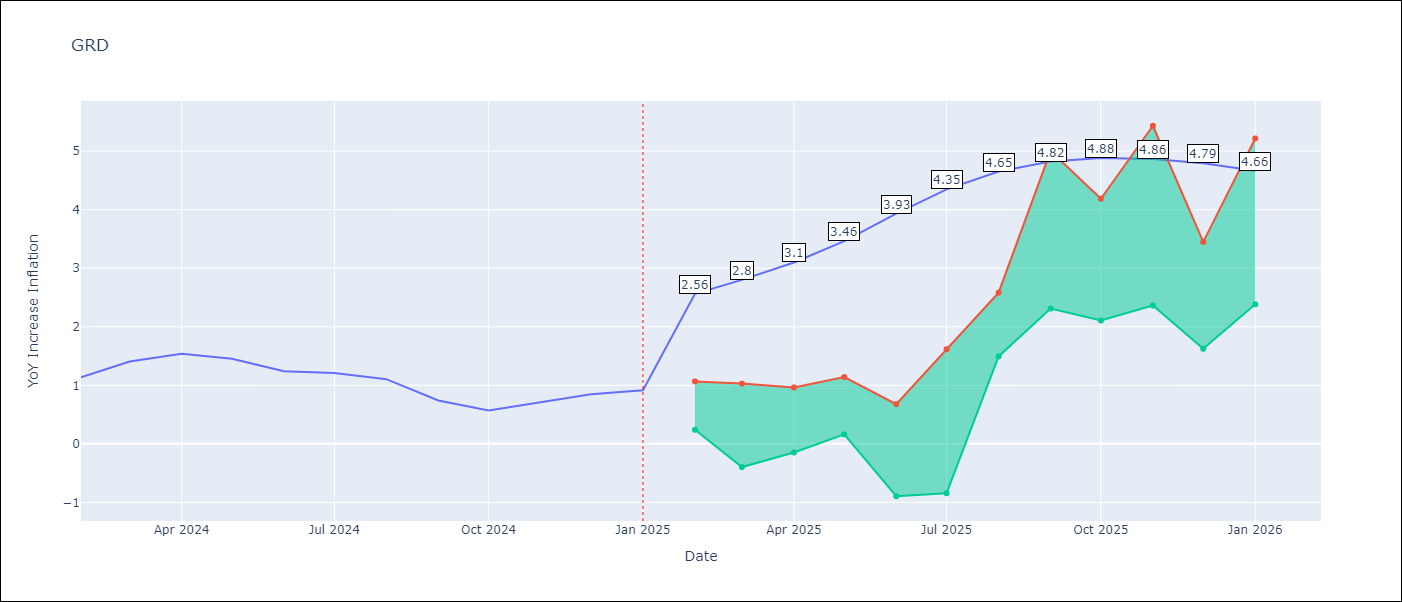 GRD
YoY Increase Inflation
5
4
3
2
1
0
−1
2.56
2.8
3.1
3.46
3.93
4.35
4.65
4.82
4.88
4.86
4.79
4.66
Apr 2024
Jul 2024
Oct 2024
Jan 2025
Apr 2025
Jul 2025
Oct 2025
Jan 2026
Date